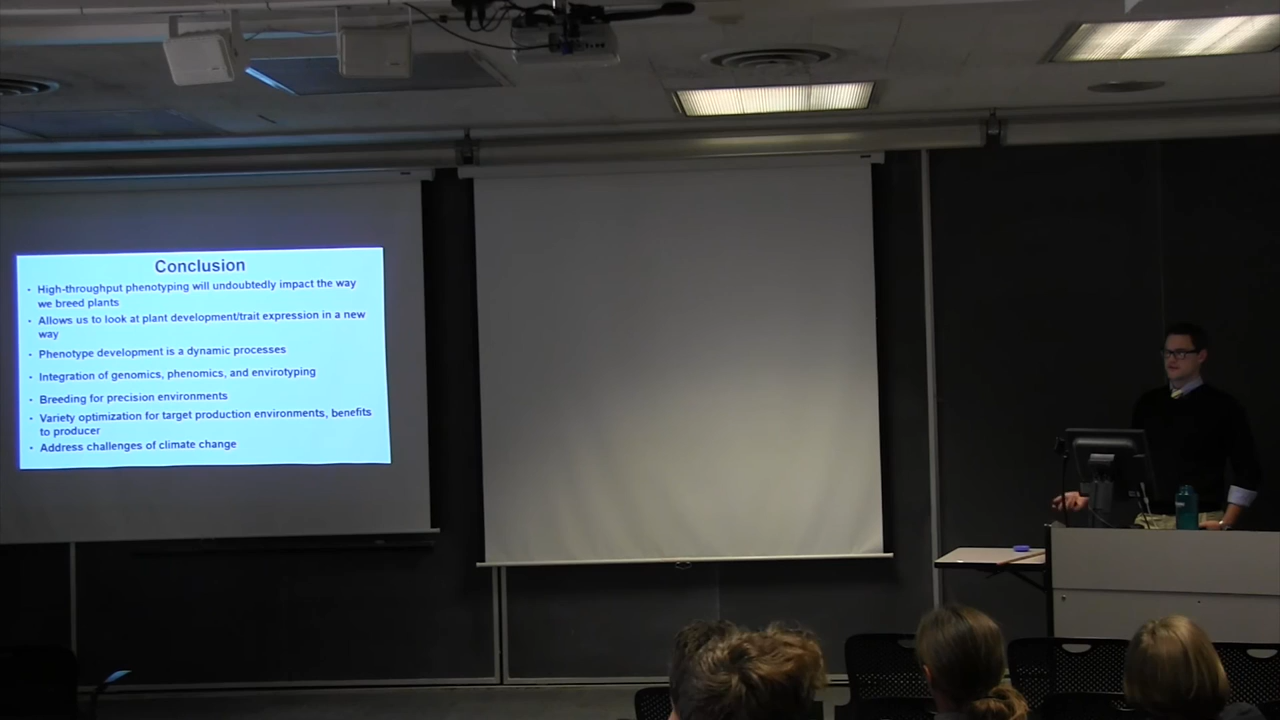 Conclusion
• High-throughput phenotyping will undoubtedly impact the way
we breed plants
• Allows us to look at plant development/trait expression in a new
way
• Phenotype development is a dynamic processes
• Integration of genomics, phenomics, and envirotyping
• Breeding for precision environments
• Variety optimization for target production environments, benefits
to producer
• Address challenges of climate change